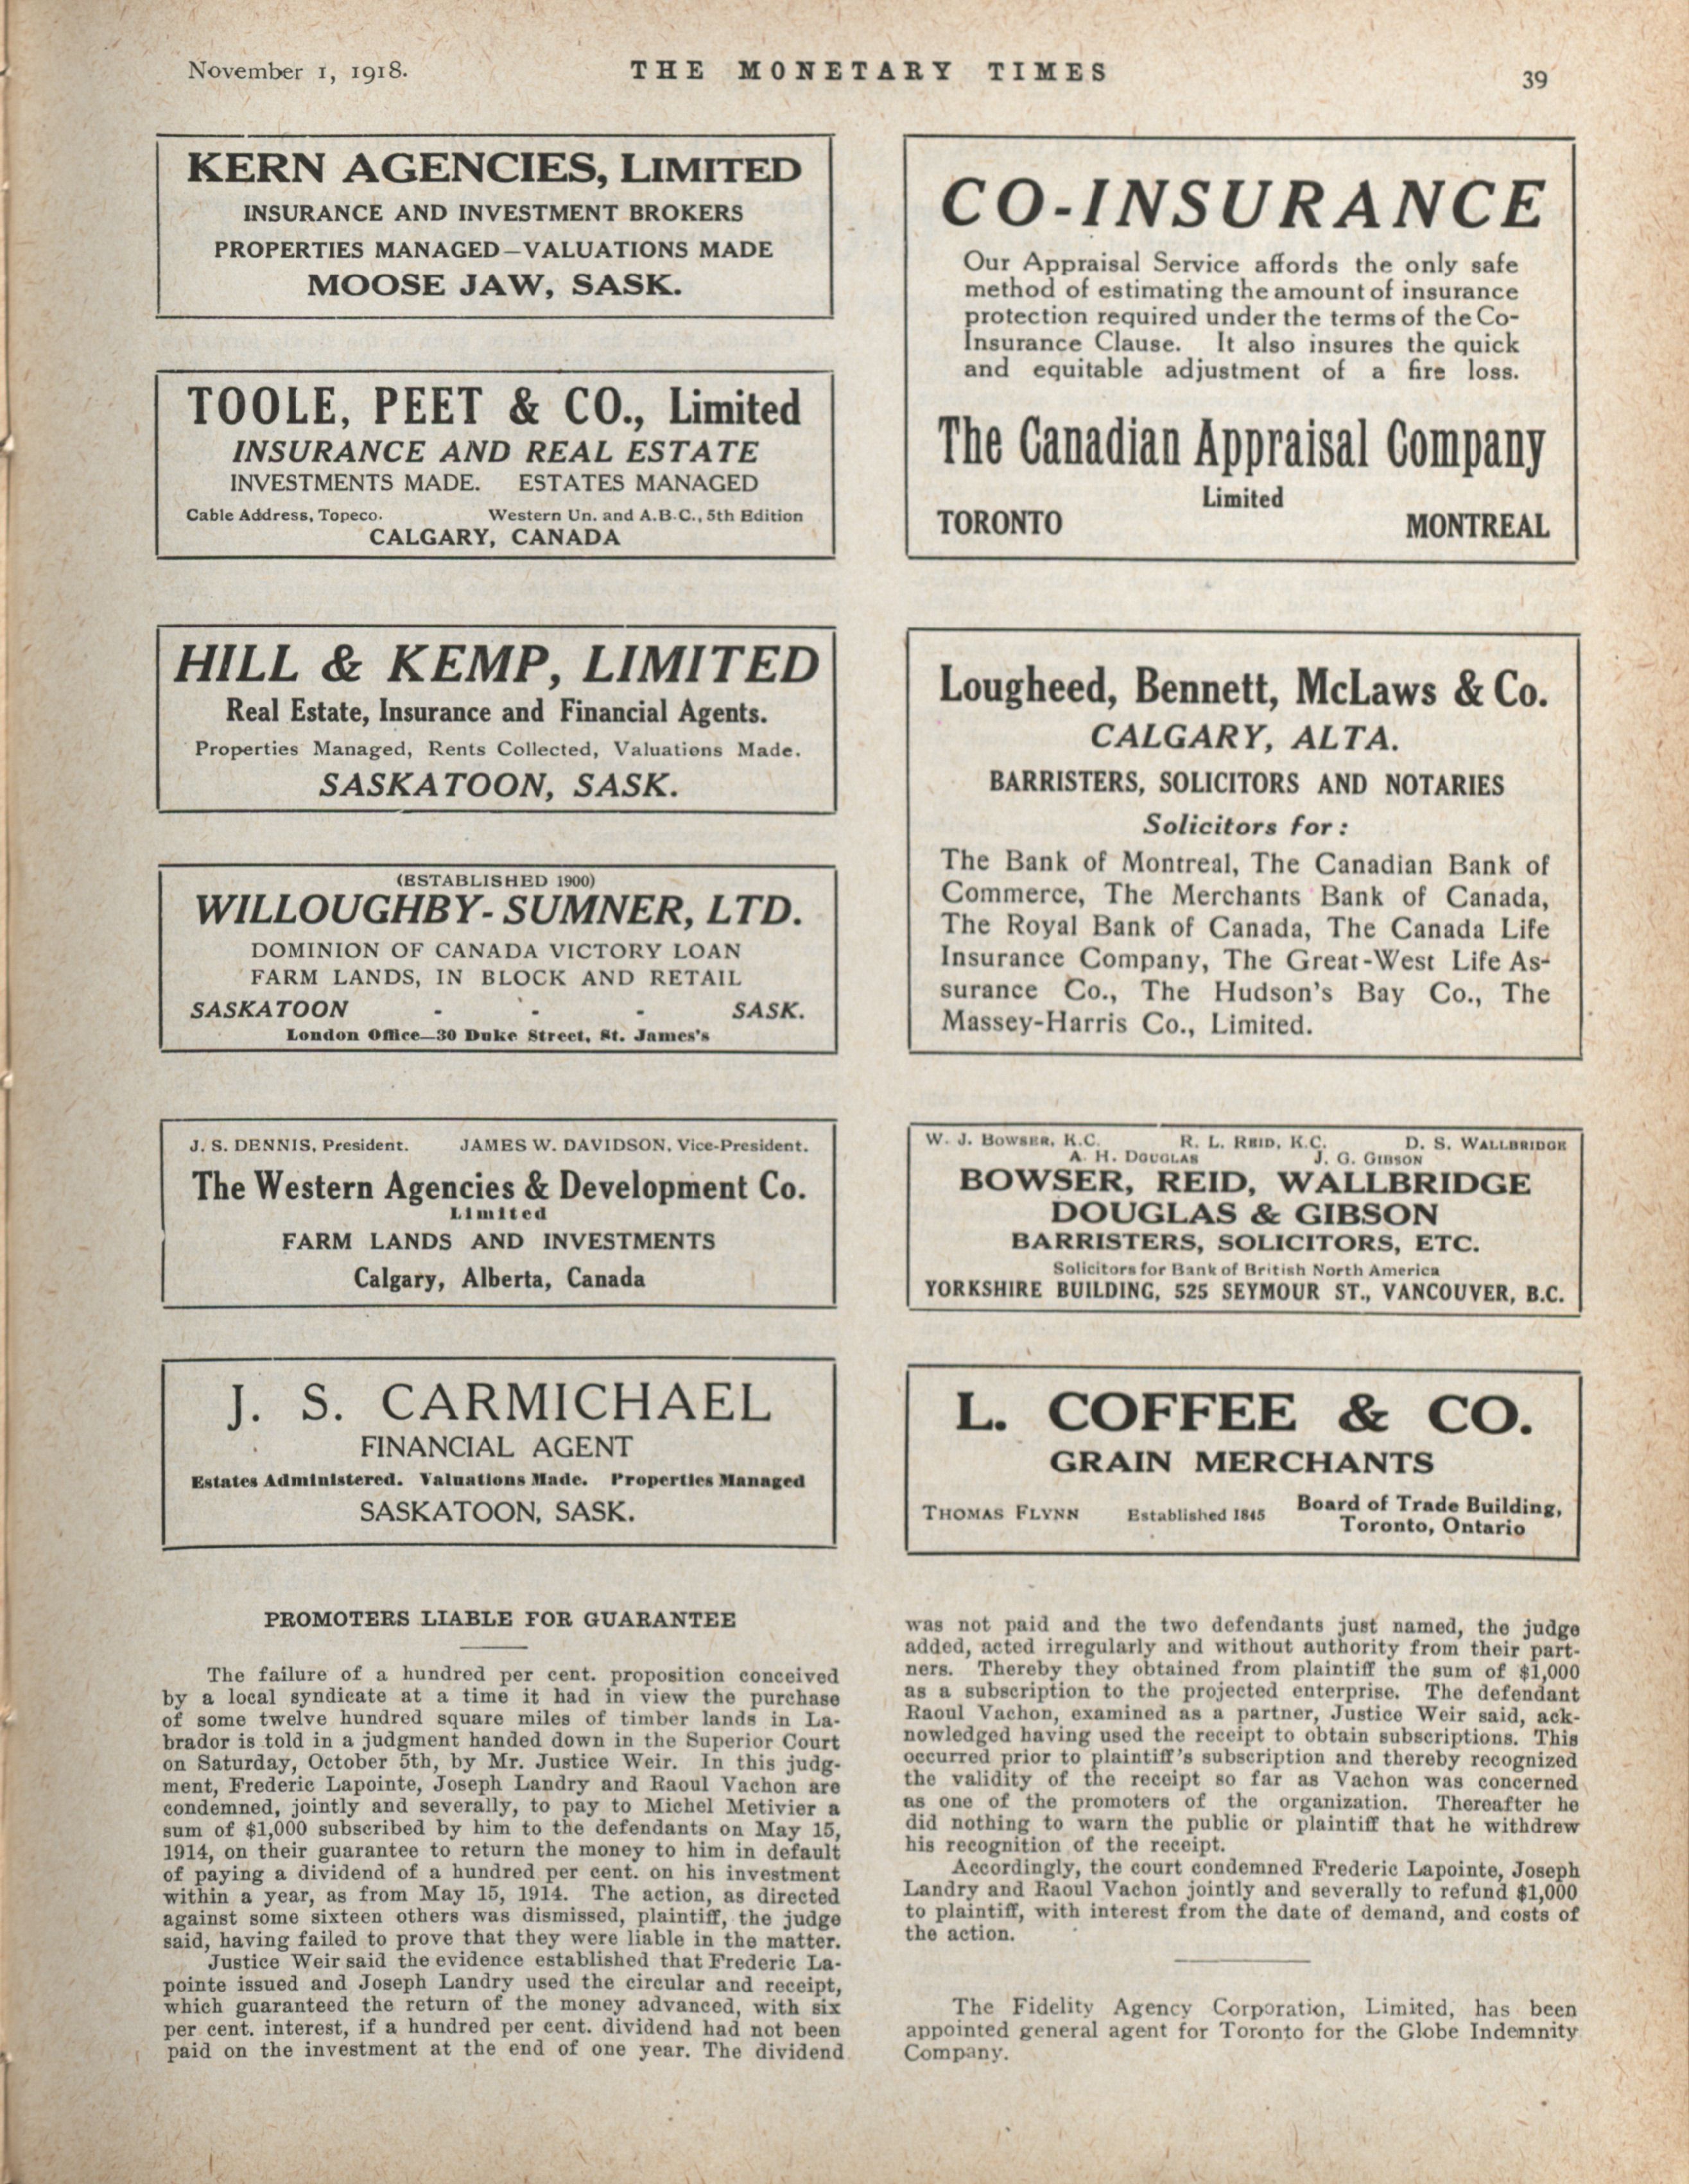 November 1, 1918.
THE MONETARY TIMES
39
KERN AGENCIES, LIMITED
INSURANCE AND INVESTMENT BROKERS
PROPERTIES MANAGED—VALUATIONS MADE
MOOSE JAW, SASK.
TOOLE, PEET & CO., Limited
INSURANCE AND REAL ESTATE
INVESTMENTS MADE. ESTATES MANAGED
Cable Address, Topeco. Western Un. and A.B.C., 5th Edition
CALGARY, CANADA
HILL & KEMP, LIMITED
Real Estate, Insurance and Financial Agents.
Properties Managed, Rents Collected, Valuations Made.
SASKATOON, SASK.
(ESTABLISHED 1900)
WILLOUGHBY-SUMNER, LTD.
DOMINION OF CANADA VICTORY LOAN
FARM LANDS, IN BLOCK AND RETAIL
SASKATOON - - - SASK.
London Office—30 Duke Street, St. James's
J. S. DENNIS, President. JAMES W. DAVIDSON, Vice-President.
The Western Agencies & Development Co.
Limited
FARM LANDS AND INVESTMENTS
Calgary, Alberta, Canada
J. S. CARMICHAEL
FINANCIAL AGENT
Estates Administered. Valuations Made. Properties Managed
SASKATOON, SASK.
CO-INSURANCE
Our Appraisal Service affords the only safe
method of estimating the amount of insurance
protection required under the terms of the Co-
Insurance Clause. It also insures the quick
and equitable adjustment of a fire loss.
The Canadian Appraisal Company
Limited
TORONTO MONTREAL
Lougheed, Bennett, McLaws & Co.
CALGARY, ALTA.
BARRISTERS, SOLICITORS AND NOTARIES
Solicitors for:
The Bank of Montreal, The Canadian Bank of
Commerce, The Merchants Bank of Canada,
The Royal Bank of Canada, The Canada Life
Insurance Company, The Great-West Life As-
surance Co., The Hudson's Bay Co., The
Massey-Harris Co., Limited.
W. J. BOWSER, K.C. R. L. REID, K.C. D. S. WALLBRIDGE
A. H. DOUGLAS J. G. GIBSON
BOWSER, REID, WALLBRIDGE
DOUGLAS & GIBSON
BARRISTERS, SOLICITORS, ETC.
Solicitors for Bank of British North America
YORKSHIRE BUILDING, 525 SEYMOUR ST., VANCOUVER, B.C.
L. COFFEE & CO.
GRAIN MERCHANTS
THOMAS FLYNN Established 1845 Board of Trade Building,
Toronto, Ontario
PROMOTERS LIABLE FOR GUARANTEE
The failure of a hundred per cent. proposition conceived
by a local syndicate at a time it had in view the purchase
of some twelve hundred square miles of timber lands in La-
brador is told in a judgment handed down in the Superior Court
on Saturday, October 5th, by Mr. Justice Weir. In this judg-
ment, Frederic Lapointe, Joseph Landry and Raoul Vachon are
condemned, jointly and severally, to pay to Michel Metivier a
sum of $1,000 subscribed by him to the defendants on May 15,
1914, on their guarantee to return the money to him in default
of paying a dividend of a hundred per cent. on his investment
within a year, as from May 15, 1914. The action, as directed
against some sixteen others was dismissed, plaintiff, the judge
said, having failed to prove that they were liable in the matter.
Justice Weir said the evidence established that Frederic La-
pointe issued and Joseph Landry used the circular and receipt,
which guaranteed the return of the money advanced, with six
per cent. interest, if a hundred per cent. dividend had not been
paid on the investment at the end of one year. The dividend
was not paid and the two defendants just named, the judge
added, acted irregularly and without authority from their part-
ners. Thereby they obtained from plaintiff the sum of $1,000
as a subscription to the projected enterprise. The defendant
Raoul Vachon, examined as a partner, Justice Weir said, ack-
nowledged having used the receipt to obtain subscriptions. This
occurred prior to plaintiff's subscription and thereby recognized
the validity of the receipt so far as Vachon was concerned
as one of the promoters of the organization. Thereafter he
did nothing to warn the public or plaintiff that he withdrew
his recognition of the receipt.
Accordingly, the court condemned Frederic Lapointe, Joseph
Landry and Raoul Vachon jointly and severally to refund $1,000
to plaintiff, with interest from the date of demand, and costs of
the action.
The Fidelity Agency Corporation, Limited, has been
appointed general agent for Toronto for the Globe Indemnity
Company.